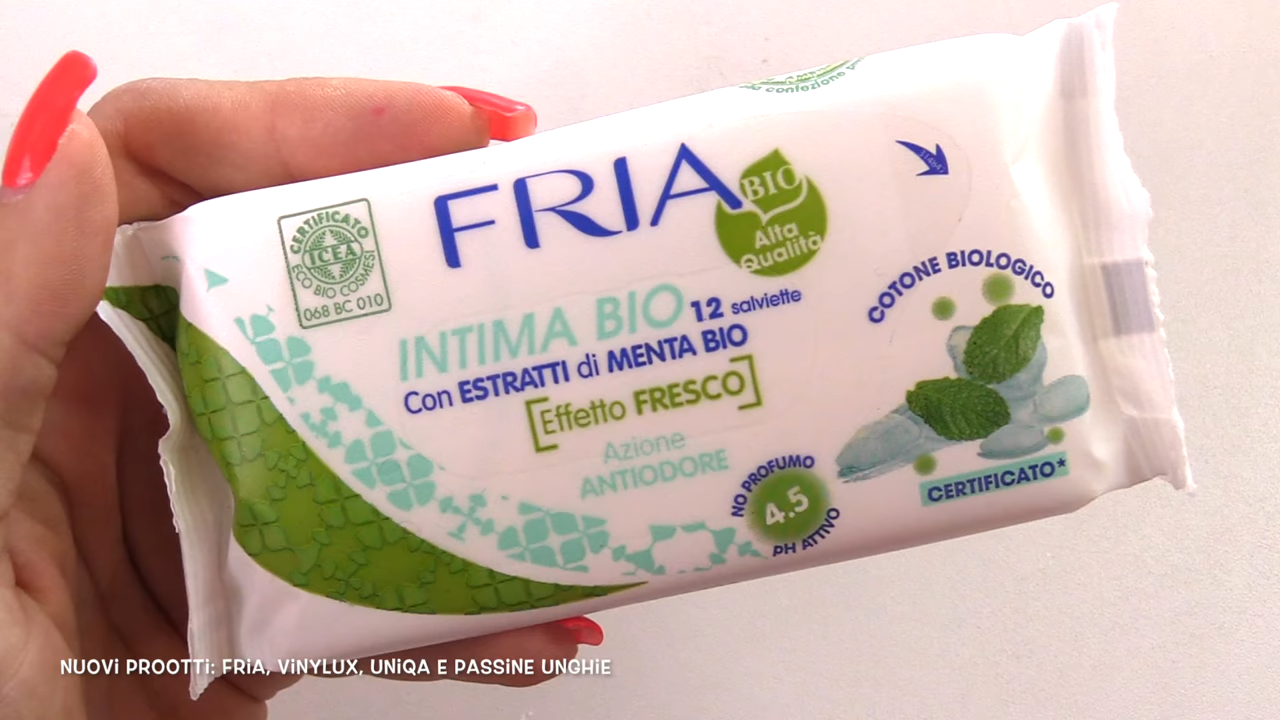 confezione
114647
FRIA
BIO
Alta
Qualità
CERTIFICATO
ICEA
ECO BIO COSMESI
068 BC 010
INTIMA BIO 12 salviette
Con ESTRATTI di MENTA BIO
[Effetto FRESCO]
Azione
ANTIODORE
NO PROFUMO
4.5
PH ATTIVO
COTONE BIOLOGICO
CERTIFICATO*
NUOVI PROOTTI: FRIA, VINYLUX, UNIQA E PASSINE UNGHIE